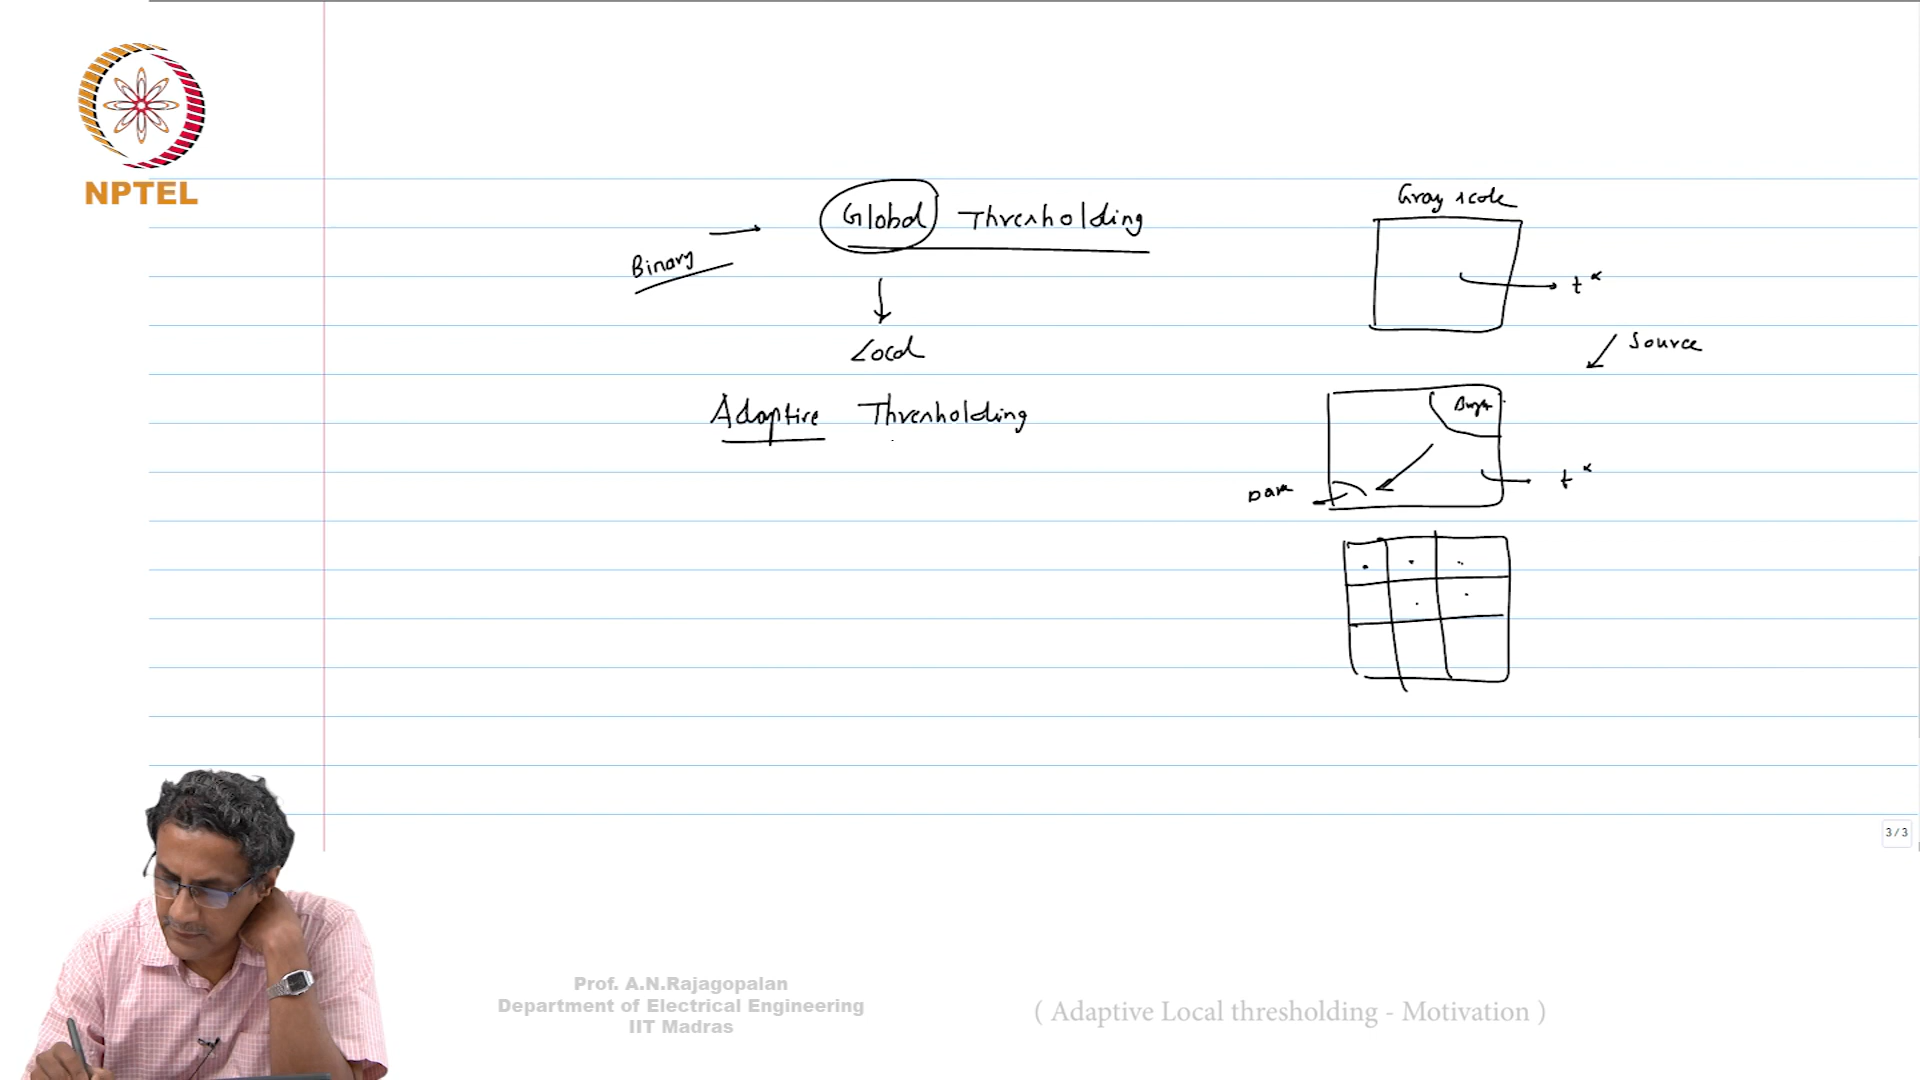 NPTEL
Gray scale
Global Thresholding
Binary
t*
Local
Source
Adaptive Thresholding
Bright
Dark
t*
3 / 3
Prof. A.N.Rajagopalan
Department of Electrical Engineering
IIT Madras
( Adaptive Local thresholding - Motivation )